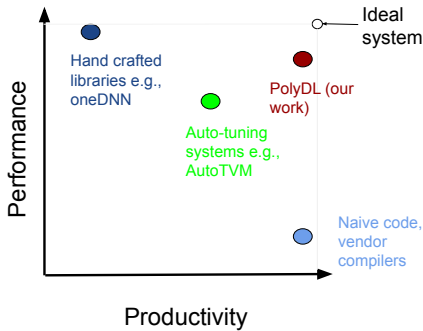 Ideal
system
Hand crafted
libraries e.g.,
oneDNN
PolyDL (our
work)
Auto-tuning
systems e.g.,
AutoTVM
Naive code,
vendor
compilers
Performance
Productivity